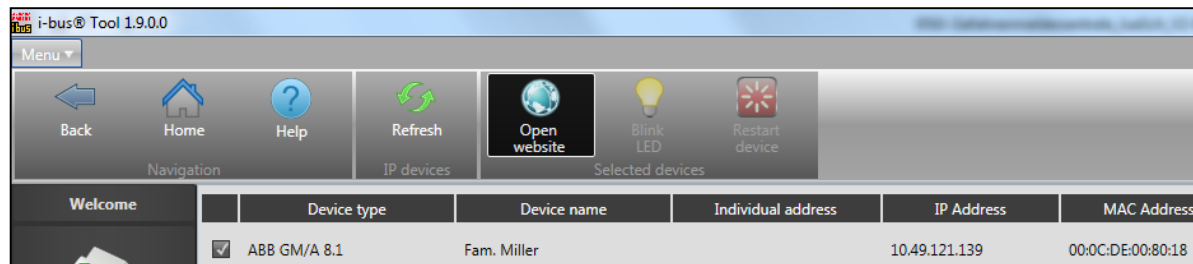 i-bus® Tool 1.9.0.0
Menu
Back Home Help Refresh Open website Blink LED Restart device
Navigation IP devices Selected devices
Welcome Device type Device name Individual address IP Address MAC Address
ABB GM/A 8.1 Fam. Miller 10.49.121.139 00:0C:DE:00:80:18